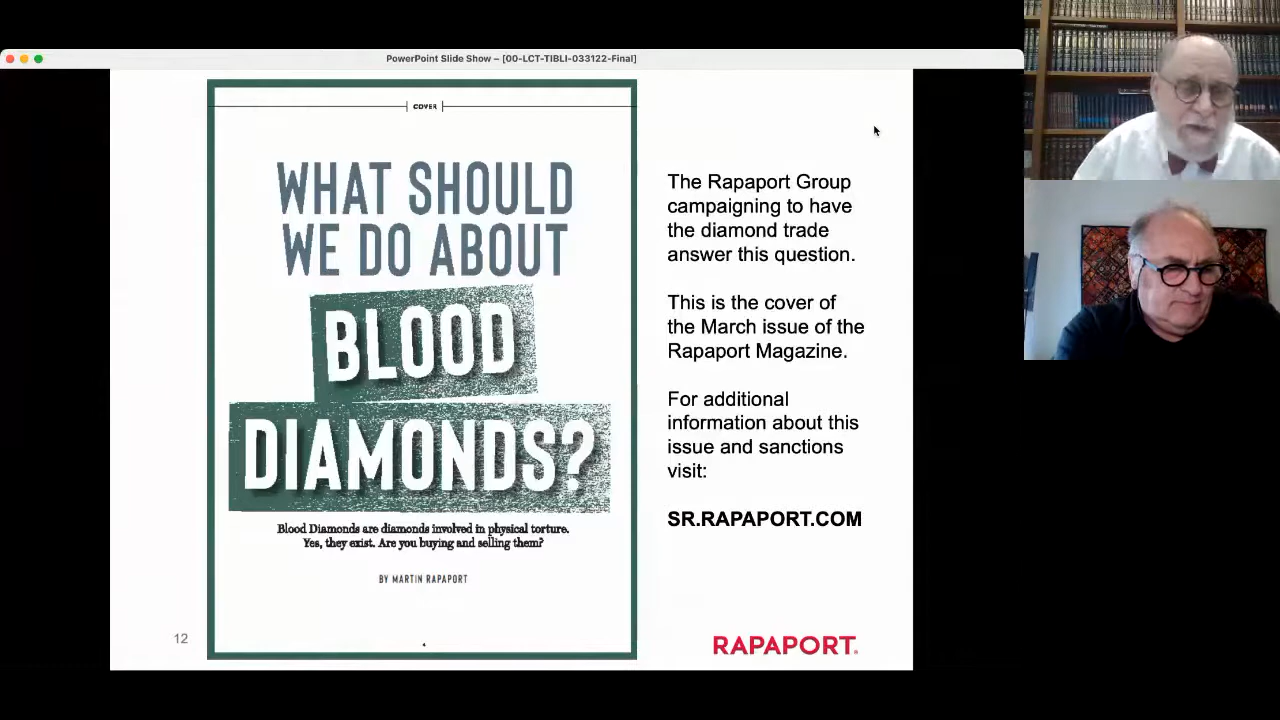 PowerPoint Slide Show – [00-LCT-TIBLI-033122-Final]
COVER
WHAT SHOULD
WE DO ABOUT
BLOOD
DIAMONDS?
Blood Diamonds are diamonds involved in physical torture.
Yes, they exist. Are you buying and selling them?
BY MARTIN RAPAPORT
4
The Rapaport Group
campaigning to have
the diamond trade
answer this question.
This is the cover of
the March issue of the
Rapaport Magazine.
For additional
information about this
issue and sanctions
visit:
SR.RAPAPORT.COM
12
RAPAPORT®